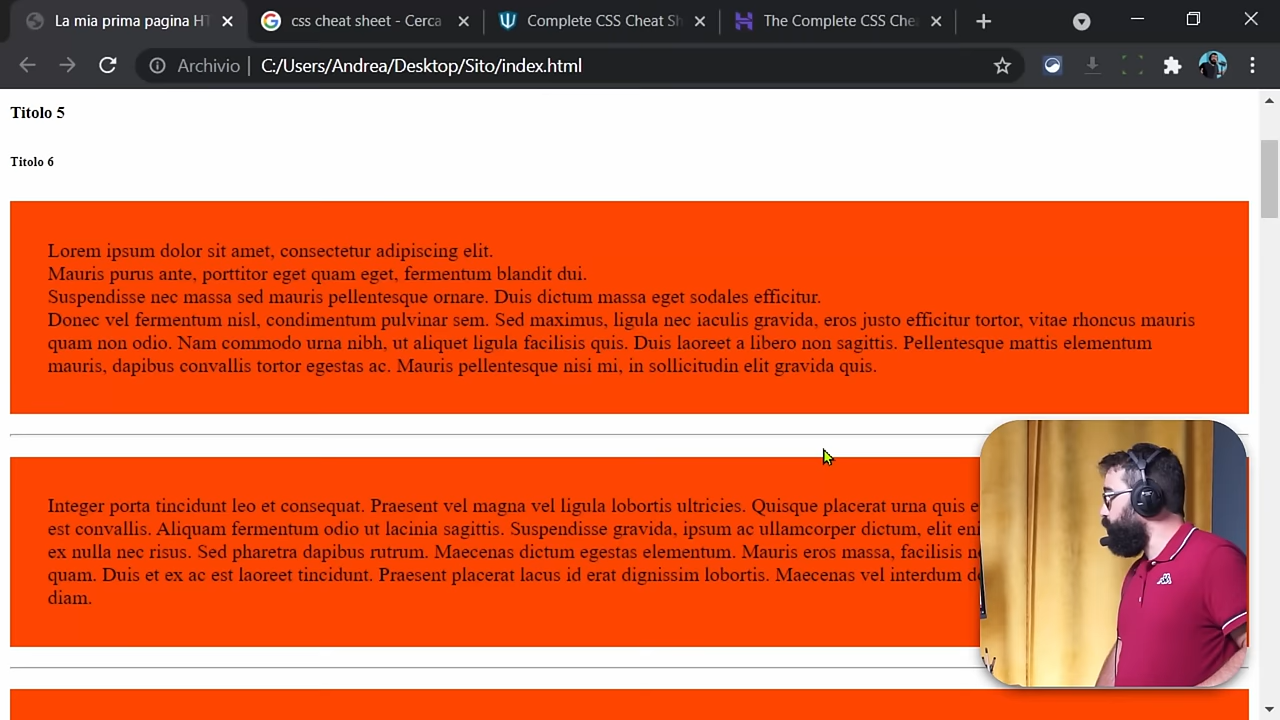 La mia prima pagina HT
css cheat sheet - Cerca
Complete CSS Cheat Sh
The Complete CSS Chea
Archivio
C:/Users/Andrea/Desktop/Sito/index.html
Titolo 5
Titolo 6
Lorem ipsum dolor sit amet, consectetur adipiscing elit.
Mauris purus ante, porttitor eget quam eget, fermentum blandit dui.
Suspendisse nec massa sed mauris pellentesque ornare. Duis dictum massa eget sodales efficitur.
Donec vel fermentum nisl, condimentum pulvinar sem. Sed maximus, ligula nec iaculis gravida, eros justo efficitur tortor, vitae rhoncus mauris
quam non odio. Nam commodo urna nibh, ut aliquet ligula facilisis quis. Duis laoreet a libero non sagittis. Pellentesque mattis elementum
mauris, dapibus convallis tortor egestas ac. Mauris pellentesque nisi mi, in sollicitudin elit gravida quis.
Integer porta tincidunt leo et consequat. Praesent vel magna vel ligula lobortis ultricies. Quisque placerat urna quis
est convallis. Aliquam fermentum odio ut lacinia sagittis. Suspendisse gravida, ipsum ac ullamcorper dictum, elit
ex nulla nec risus. Sed pharetra dapibus rutrum. Maecenas dictum egestas elementum. Mauris eros massa, facilisis
quam. Duis et ex ac est laoreet tincidunt. Praesent placerat lacus id erat dignissim lobortis. Maecenas vel interdum
diam.